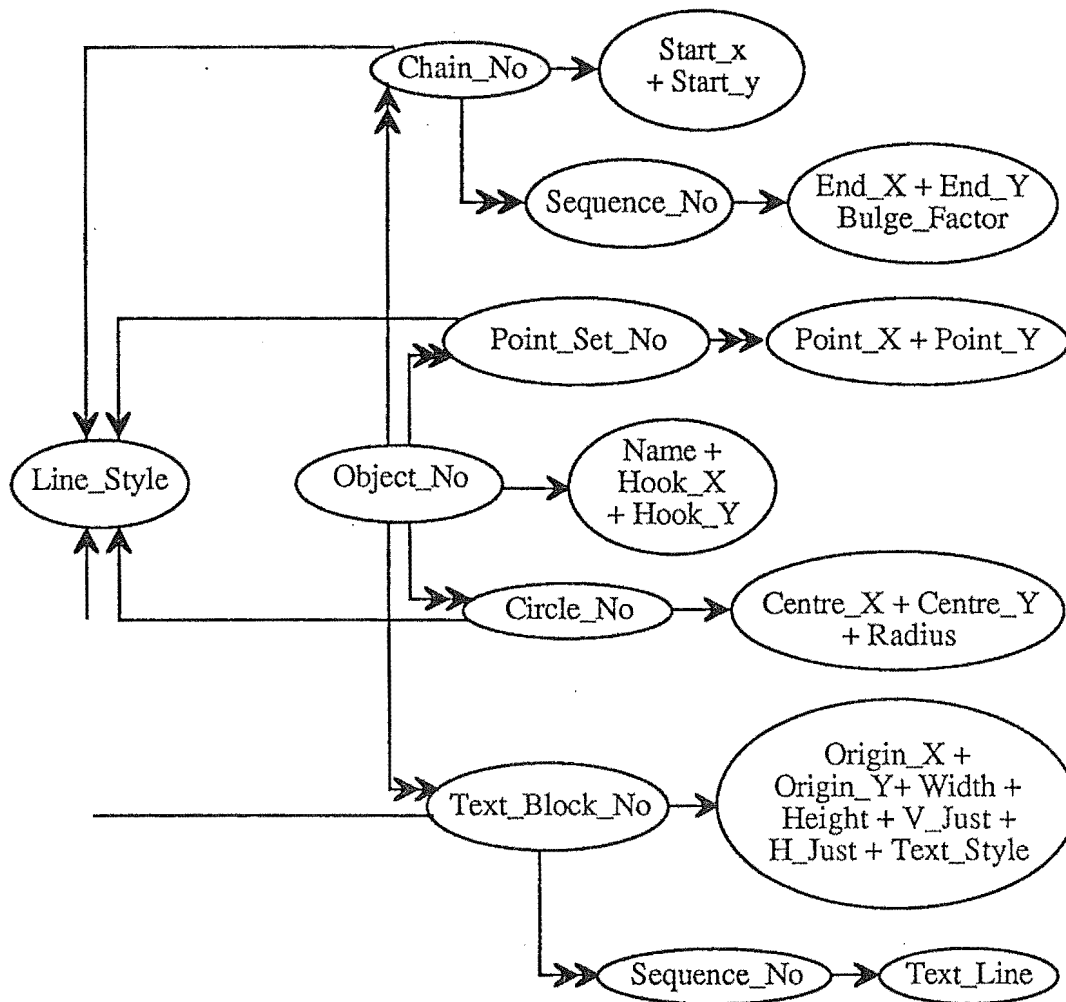 Chain_No
Start_x
+ Start_y
Sequence_No
End_X + End_Y
Bulge_Factor
Point_Set_No
Point_X + Point_Y
Line_Style
Object_No
Name +
Hook_X
+ Hook_Y
Circle_No
Centre_X + Centre_Y
+ Radius
Text_Block_No
Origin_X +
Origin_Y+ Width +
Height + V_Just +
H_Just + Text_Style
Sequence_No
Text_Line